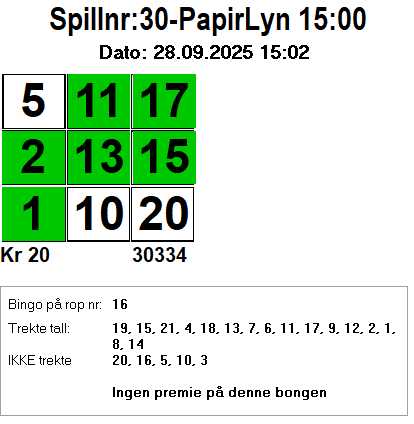 Spillnr:30-PapirLyn 15:00
Dato: 28.09.2025 15:02
5 11 17
2 13 15
1 10 20
Kr 20 30334
Bingo på rop nr: 16
Trekte tall: 19, 15, 21, 4, 18, 13, 7, 6, 11, 17, 9, 12, 2, 1,
8, 14
IKKE trekte 20, 16, 5, 10, 3
Ingen premie på denne bongen